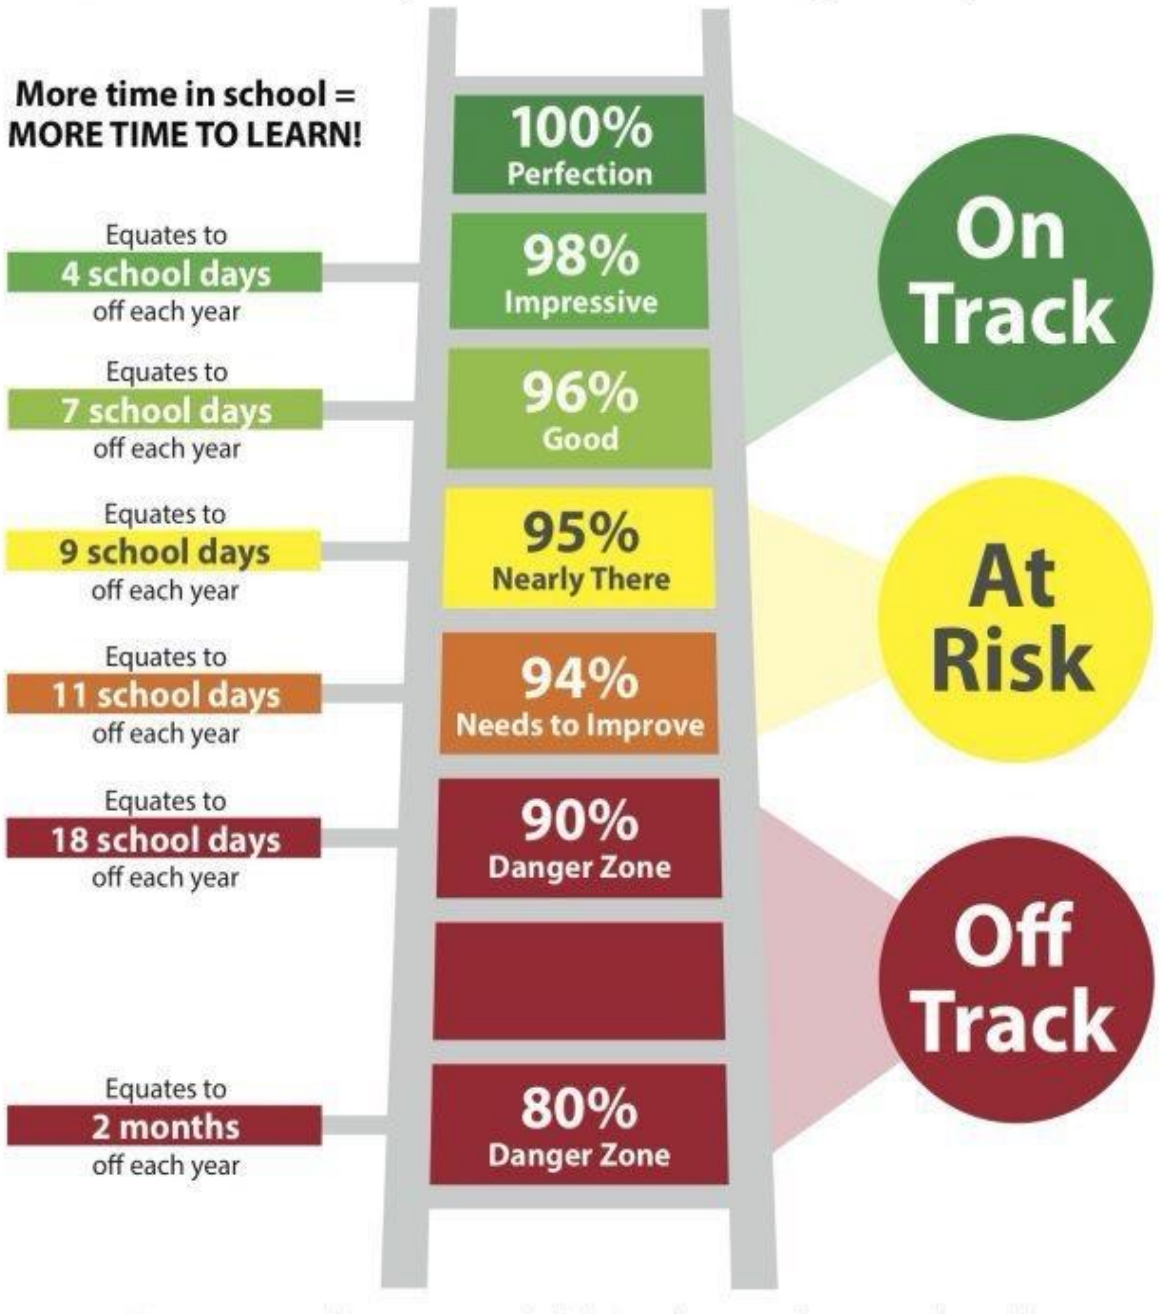 More time in school =
MORE TIME TO LEARN!
100%
Perfection
Equates to
4 school days
off each year
98%
Impressive
Equates to
7 school days
off each year
96%
Good
On
Track
Equates to
9 school days
off each year
95%
Nearly There
Equates to
11 school days
off each year
94%
Needs to Improve
At
Risk
Equates to
18 school days
off each year
90%
Danger Zone
Equates to
2 months
off each year
80%
Danger Zone
Off
Track